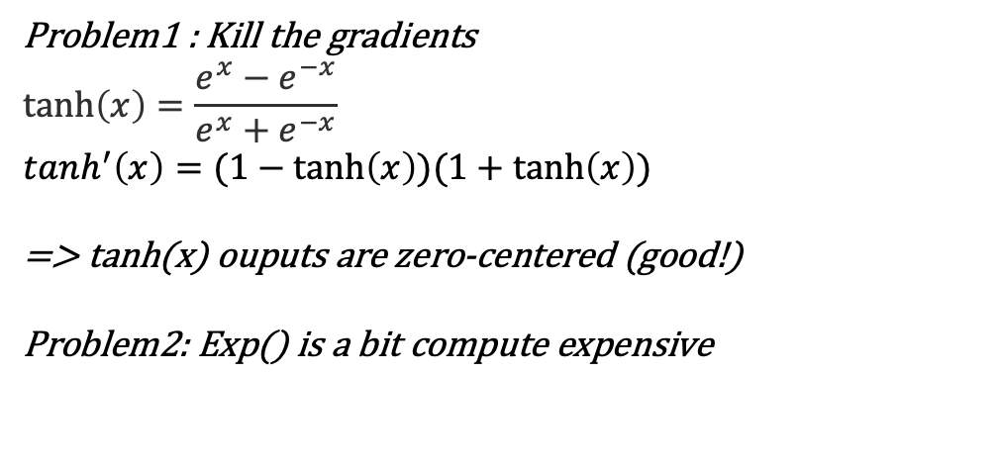 Problem1 : Kill the gradients
tanh(x) = \frac{e^x − e^{−x}}{e^x + e^{−x}}
tanh′(x) = (1 − tanh(x))(1 + tanh(x))
=> tanh(x) ouputs are zero-centered (good!)
Problem2: Exp() is a bit compute expensive